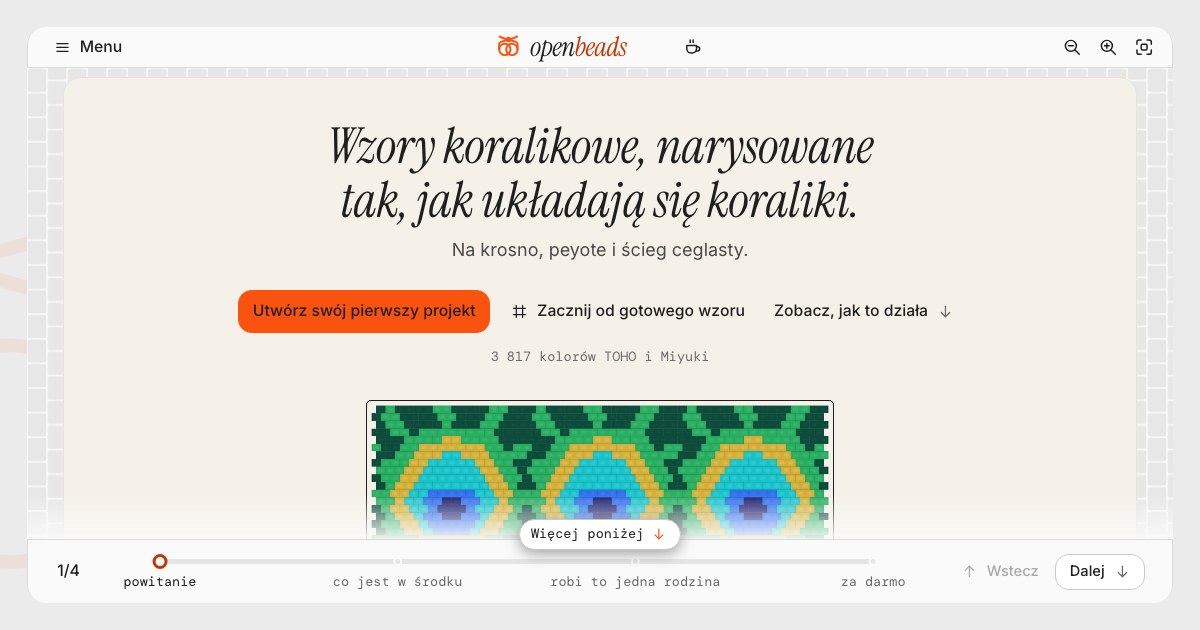 Menu
openbeads
Wzory koralikowe, narysowane
tak, jak układają się koraliki.
Na krosno, peyote i ścieg ceglasty.
Utwórz swój pierwszy projekt
Zacznij od gotowego wzoru
Zobacz, jak to działa ↓
3 817 kolorów TOHO i Miyuki
Więcej poniżej ↓
1/4
powitanie
co jest w środku
robi to jedna rodzina
za darmo
↑ Wstecz
Dalej ↓